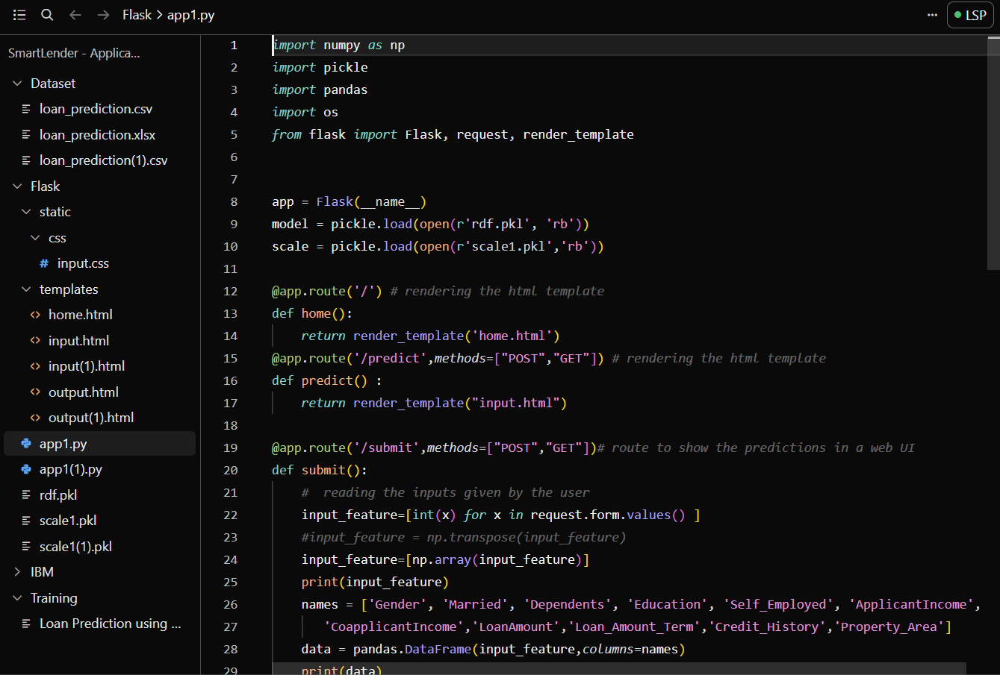 Flask > app1.py
LSP
SmartLender - Applica...
Dataset
loan_prediction.csv
loan_prediction.xlsx
loan_prediction(1).csv
Flask
static
css
# input.css
templates
<> home.html
<> input.html
<> input(1).html
<> output.html
<> output(1).html
app1.py
app1(1).py
rdf.pkl
scale1.pkl
scale1(1).pkl
IBM
Training
Loan Prediction using ...
1 import numpy as np
2 import pickle
3 import pandas
4 import os
5 from flask import Flask, request, render_template
6
7
8 app = Flask(__name__)
9 model = pickle.load(open(r'rdf.pkl', 'rb'))
10 scale = pickle.load(open(r'scale1.pkl','rb'))
11
12 @app.route('/') # rendering the html template
13 def home():
14     return render_template('home.html')
15 @app.route('/predict',methods=["POST","GET"]) # rendering the html template
16 def predict() :
17     return render_template("input.html")
18
19 @app.route('/submit',methods=["POST","GET"])# route to show the predictions in a web UI
20 def submit():
21     #  reading the inputs given by the user
22     input_feature=[int(x) for x in request.form.values() ]
23     #input_feature = np.transpose(input_feature)
24     input_feature=[np.array(input_feature)]
25     print(input_feature)
26     names = ['Gender', 'Married', 'Dependents', 'Education', 'Self_Employed', 'ApplicantIncome',
27        'CoapplicantIncome','LoanAmount','Loan_Amount_Term','Credit_History','Property_Area']
28     data = pandas.DataFrame(input_feature,columns=names)
29     print(data)